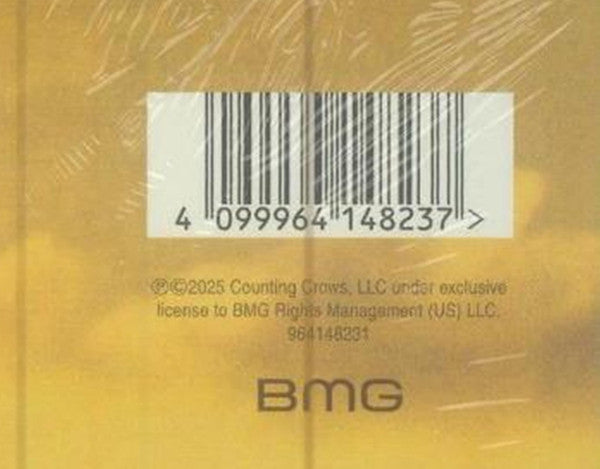 4 099964 148237 >
℗©2025 Counting Crows, LLC under exclusive
license to BMG Rights Management (US) LLC.
964148231
BMG